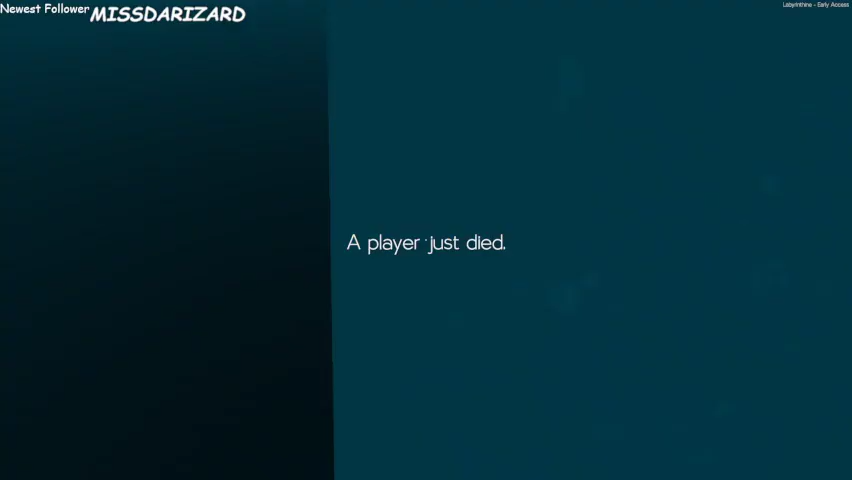 Newest Follower MISSDARIZARD
Labyrinthine - Early Access
A player just died.